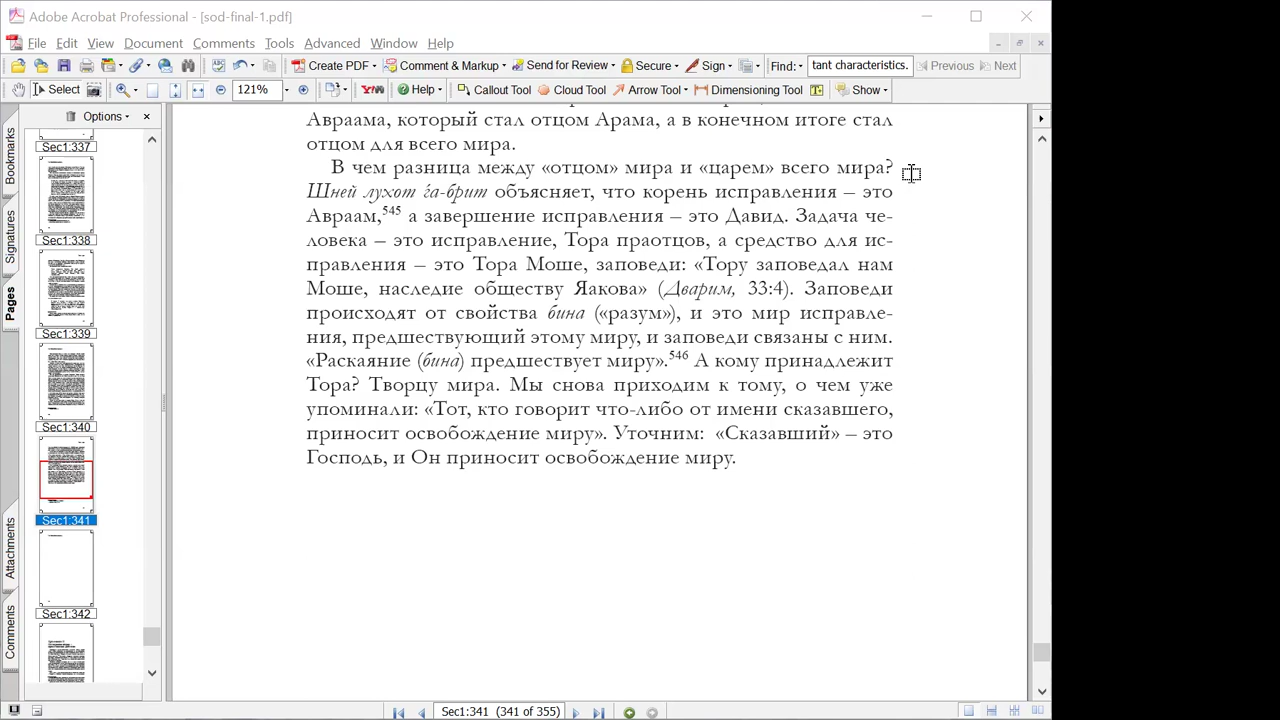 Adobe Acrobat Professional - [sod-final-1.pdf]
File Edit View Document Comments Tools Advanced Window Help
Create PDF Comment & Markup Send for Review Secure Sign Find: tant characteristics. Previous Next
Select 121% Y!? Help Callout Tool Cloud Tool Arrow Tool Dimensioning Tool Show
Options
Bookmarks
Signatures
Pages
Attachments
Comments
Sec1:337
Sec1:338
Sec1:339
Sec1:340
Sec1:341
Sec1:342
Авраама, который стал отцом Арама, а в конечном итоге стал
отцом для всего мира.
В чем разница между «отцом» мира и «царем» всего мира?
Шней лухот ѓа-брит объясняет, что корень исправления – это
Авраам,545 а завершение исправления – это Давид. Задача че-
ловека – это исправление, Тора праотцов, а средство для ис-
правления – это Тора Моше, заповеди: «Тору заповедал нам
Моше, наследие обществу Яакова» (Дварим, 33:4). Заповеди
происходят от свойства бина («разум»), и это мир исправле-
ния, предшествующий этому миру, и заповеди связаны с ним.
«Раскаяние (бина) предшествует миру».546 А кому принадлежит
Тора? Творцу мира. Мы снова приходим к тому, о чем уже
упоминали: «Тот, кто говорит что-либо от имени сказавшего,
приносит освобождение миру». Уточним: «Сказавший» – это
Господь, и Он приносит освобождение миру.
Sec1:341 (341 of 355)